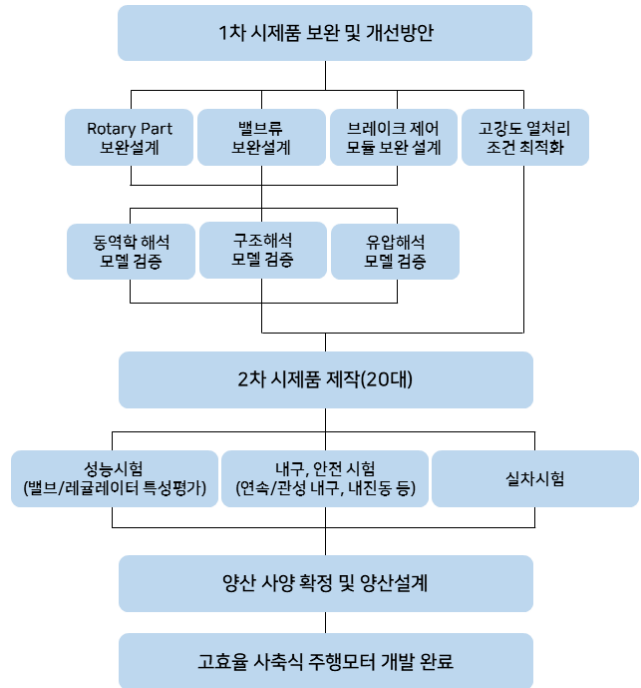 1차 시제품 보완 및 개선방안
Rotary Part
보완설계
밸브류
보완설계
브레이크 제어
모듈 보완 설계
고강도 열처리
조건 최적화
동역학 해석
모델 검증
구조해석
모델 검증
유압해석
모델 검증
2차 시제품 제작(20대)
성능시험
(밸브/레귤레이터 특성평가)
내구, 안전 시험
(연속/관성 내구, 내진동 등)
실차시험
양산 사양 확정 및 양산설계
고효율 사축식 주행모터 개발 완료